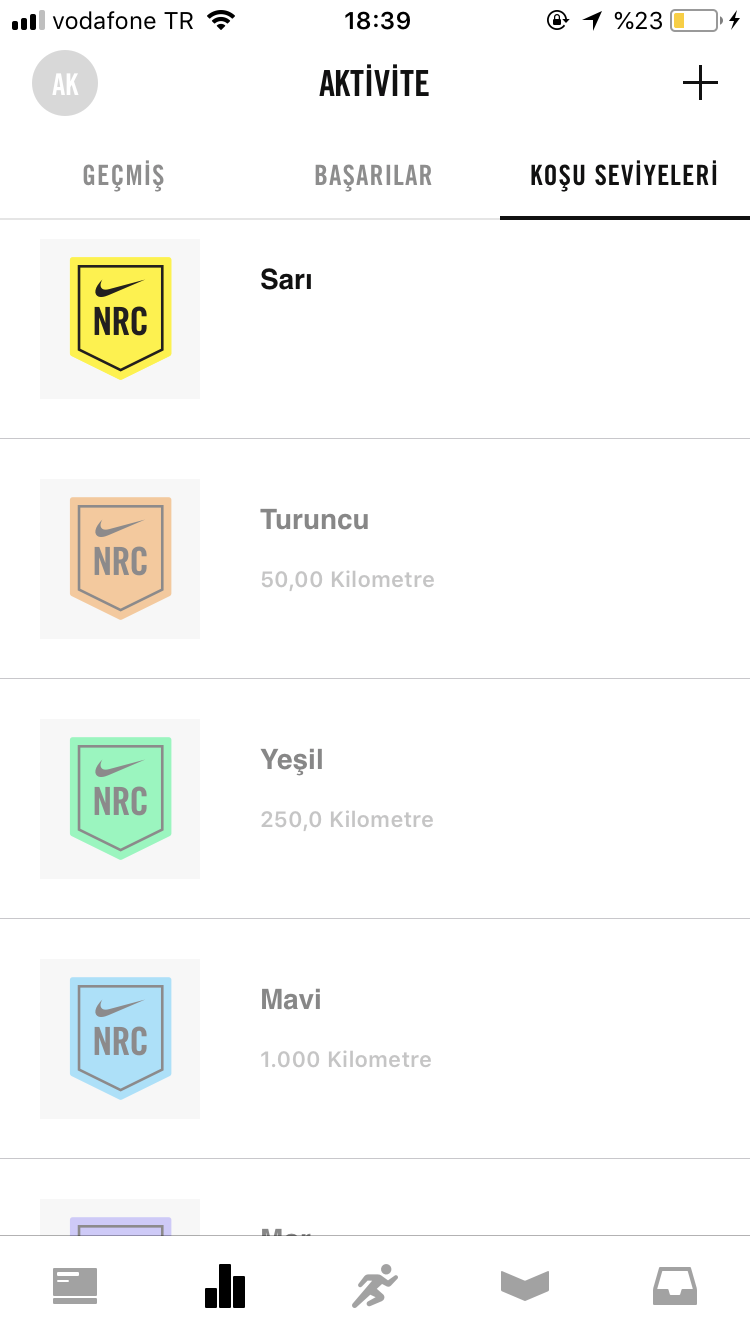 vodafone TR 18:39 %23
AK AKTİVİTE
GEÇMİŞ BAŞARILAR KOŞU SEVİYELERİ
Sarı
NRC
Turuncu
NRC
50,00 Kilometre
Yeşil
NRC
250,0 Kilometre
Mavi
NRC
1.000 Kilometre